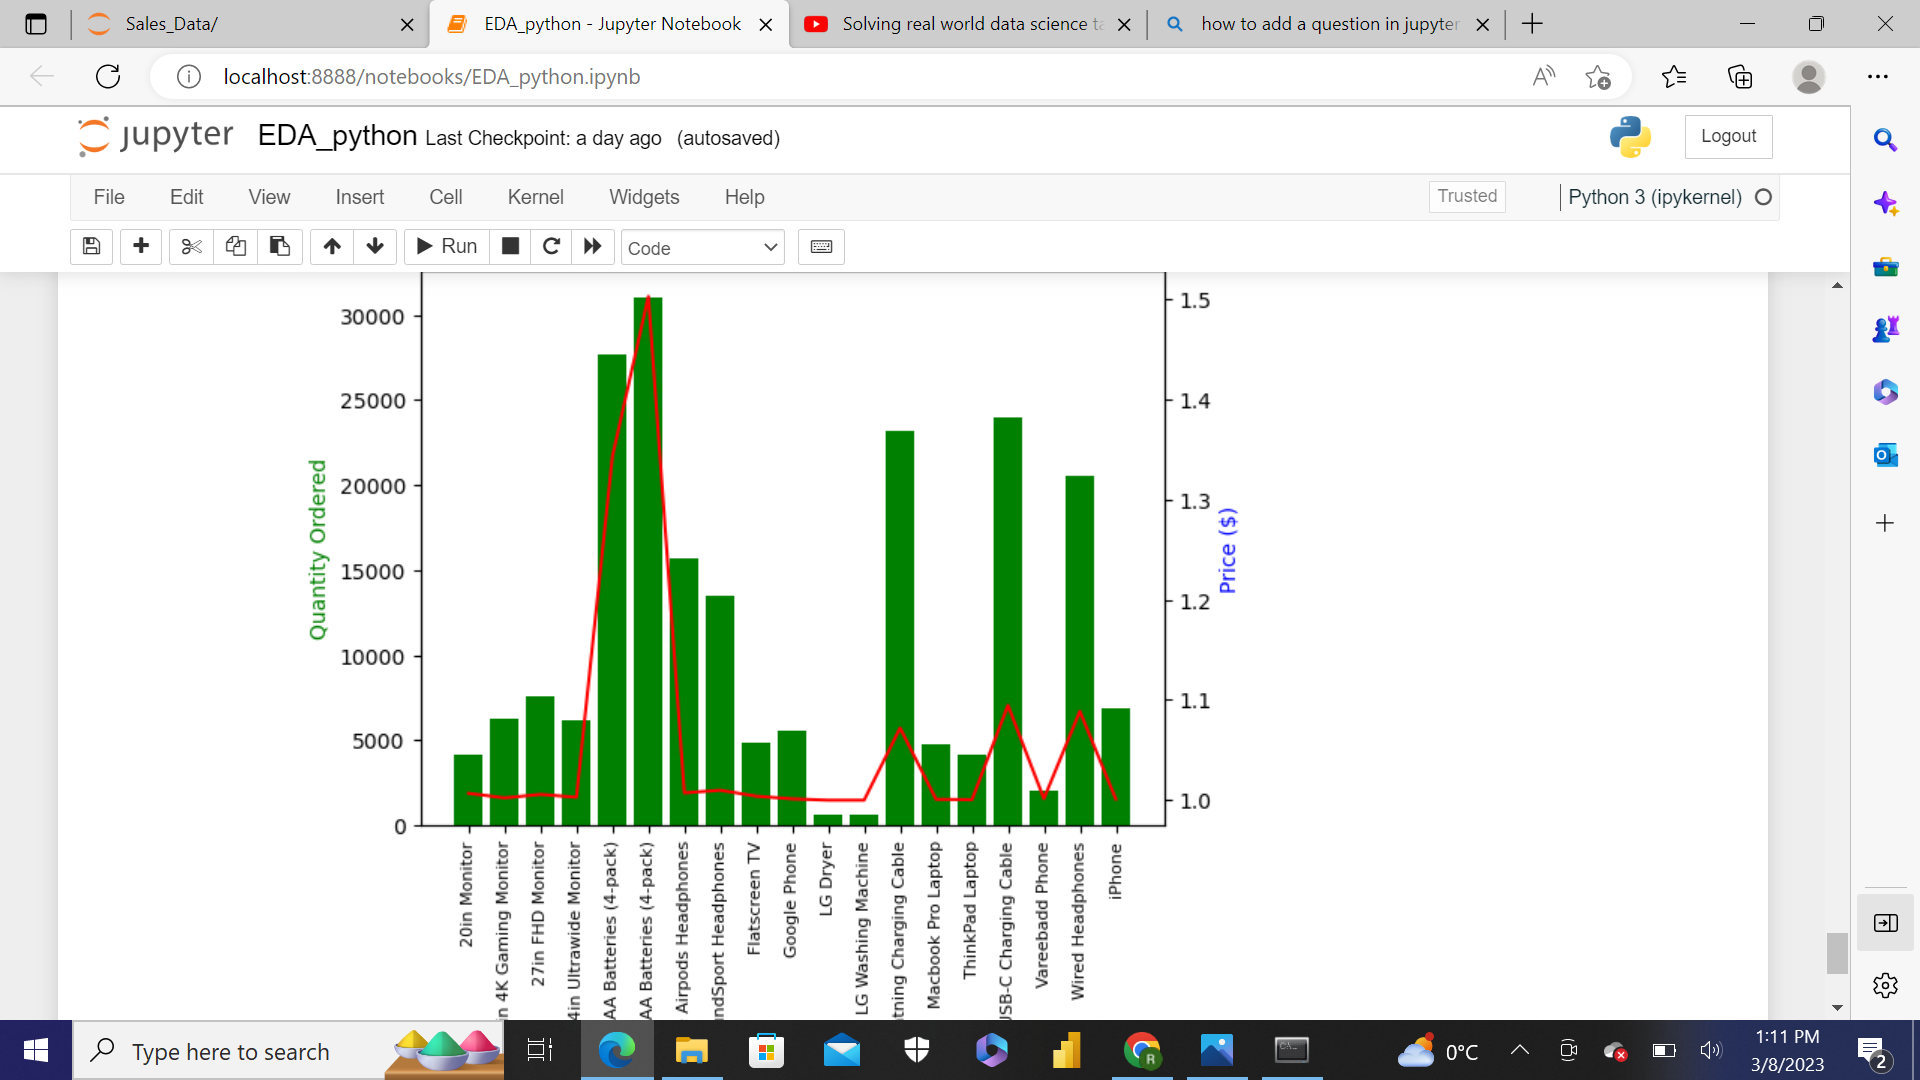 Sales_Data/
EDA_python - Jupyter Notebook
Solving real world data science ta
how to add a question in jupyter
localhost:8888/notebooks/EDA_python.ipynb
jupyter EDA_python Last Checkpoint: a day ago (autosaved)
Logout
File Edit View Insert Cell Kernel Widgets Help
Trusted
Python 3 (ipykernel)
Run
Code
30000
25000
20000
15000
10000
5000
0
Quantity Ordered
1.5
1.4
1.3
1.2
1.1
1.0
Price ($)
20in Monitor
n 4K Gaming Monitor
27in FHD Monitor
4in Ultrawide Monitor
AA Batteries (4-pack)
AA Batteries (4-pack)
Airpods Headphones
ndSport Headphones
Flatscreen TV
Google Phone
LG Dryer
LG Washing Machine
tning Charging Cable
Macbook Pro Laptop
ThinkPad Laptop
USB-C Charging Cable
Vareebadd Phone
Wired Headphones
iPhone
Type here to search
0°C
1:11 PM
3/8/2023
2